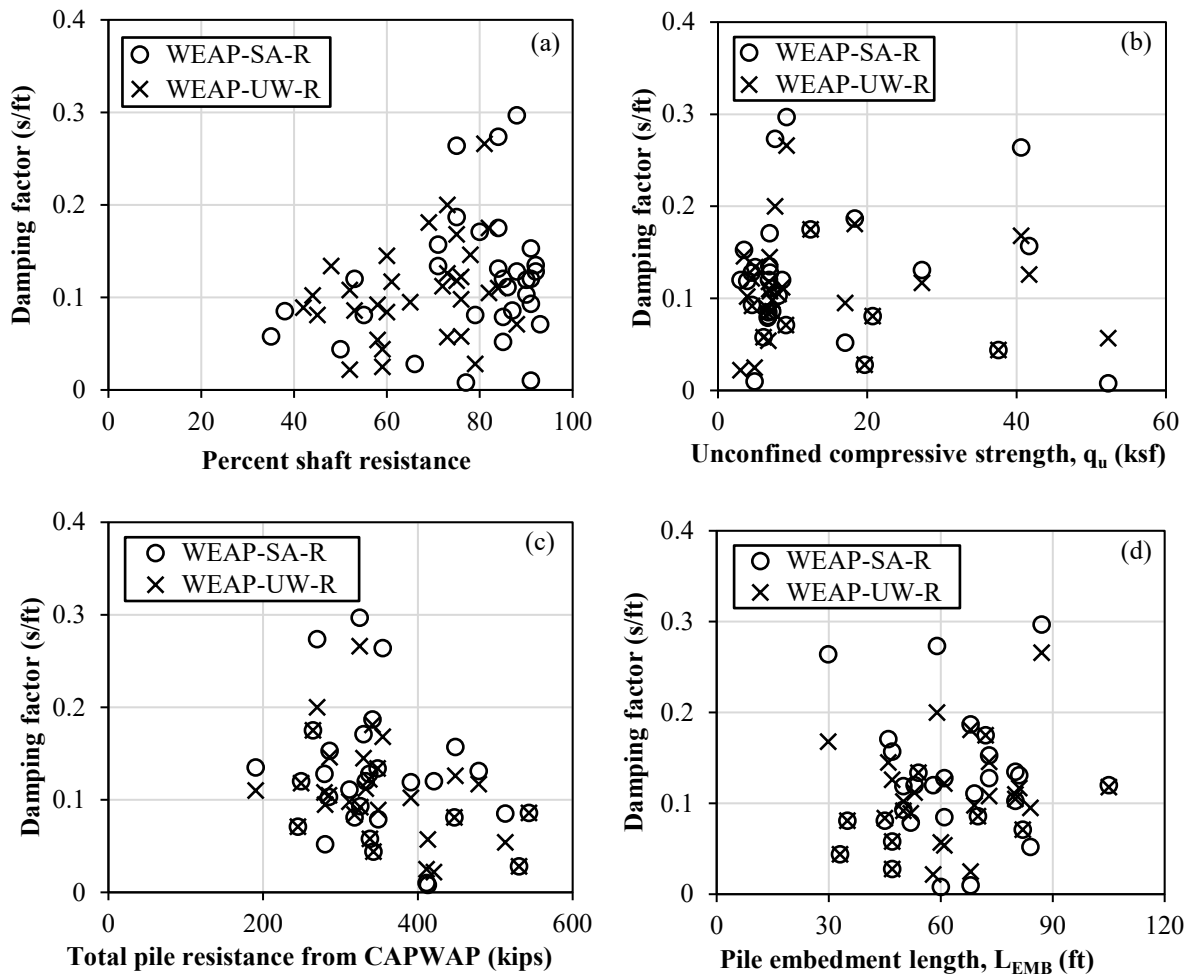 (a)
WEAP-SA-R
WEAP-UW-R
Damping factor (s/ft)
0.4
0.3
0.2
0.1
0
0 20 40 60 80 100
Percent shaft resistance
(b)
WEAP-SA-R
WEAP-UW-R
Damping factor (s/ft)
0.4
0.3
0.2
0.1
0
0 20 40 60
Unconfined compressive strength, qu (ksf)
(c)
WEAP-SA-R
WEAP-UW-R
Damping factor (s/ft)
0.4
0.3
0.2
0.1
0
0 200 400 600
Total pile resistance from CAPWAP (kips)
(d)
WEAP-SA-R
WEAP-UW-R
Damping factor (s/ft)
0.4
0.3
0.2
0.1
0
0 30 60 90 120
Pile embedment length, LEMB (ft)